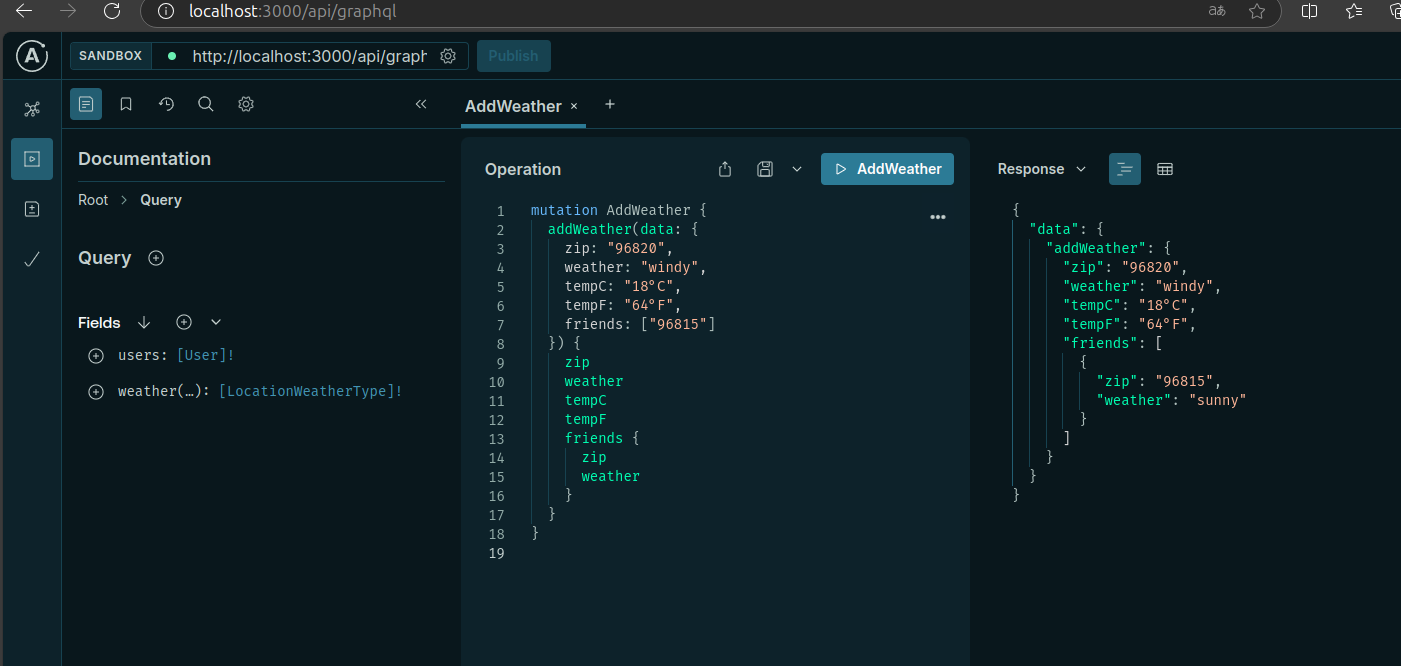 localhost:3000/api/graphql
SANDBOX
http://localhost:3000/api/graph
Publish
AddWeather × +
Documentation
Root > Query
Query
Fields
users: [User]!
weather(…): [LocationWeatherType]!
Operation
AddWeather
1 mutation AddWeather {
2 addWeather(data: {
3 zip: "96820",
4 weather: "windy",
5 tempC: "18°C",
6 tempF: "64°F",
7 friends: ["96815"]
8 }) {
9 zip
10 weather
11 tempC
12 tempF
13 friends {
14 zip
15 weather
16 }
17 }
18 }
19
Response
{
"data": {
"addWeather": {
"zip": "96820",
"weather": "windy",
"tempC": "18°C",
"tempF": "64°F",
"friends": [
{
"zip": "96815",
"weather": "sunny"
}
]
}
}
}